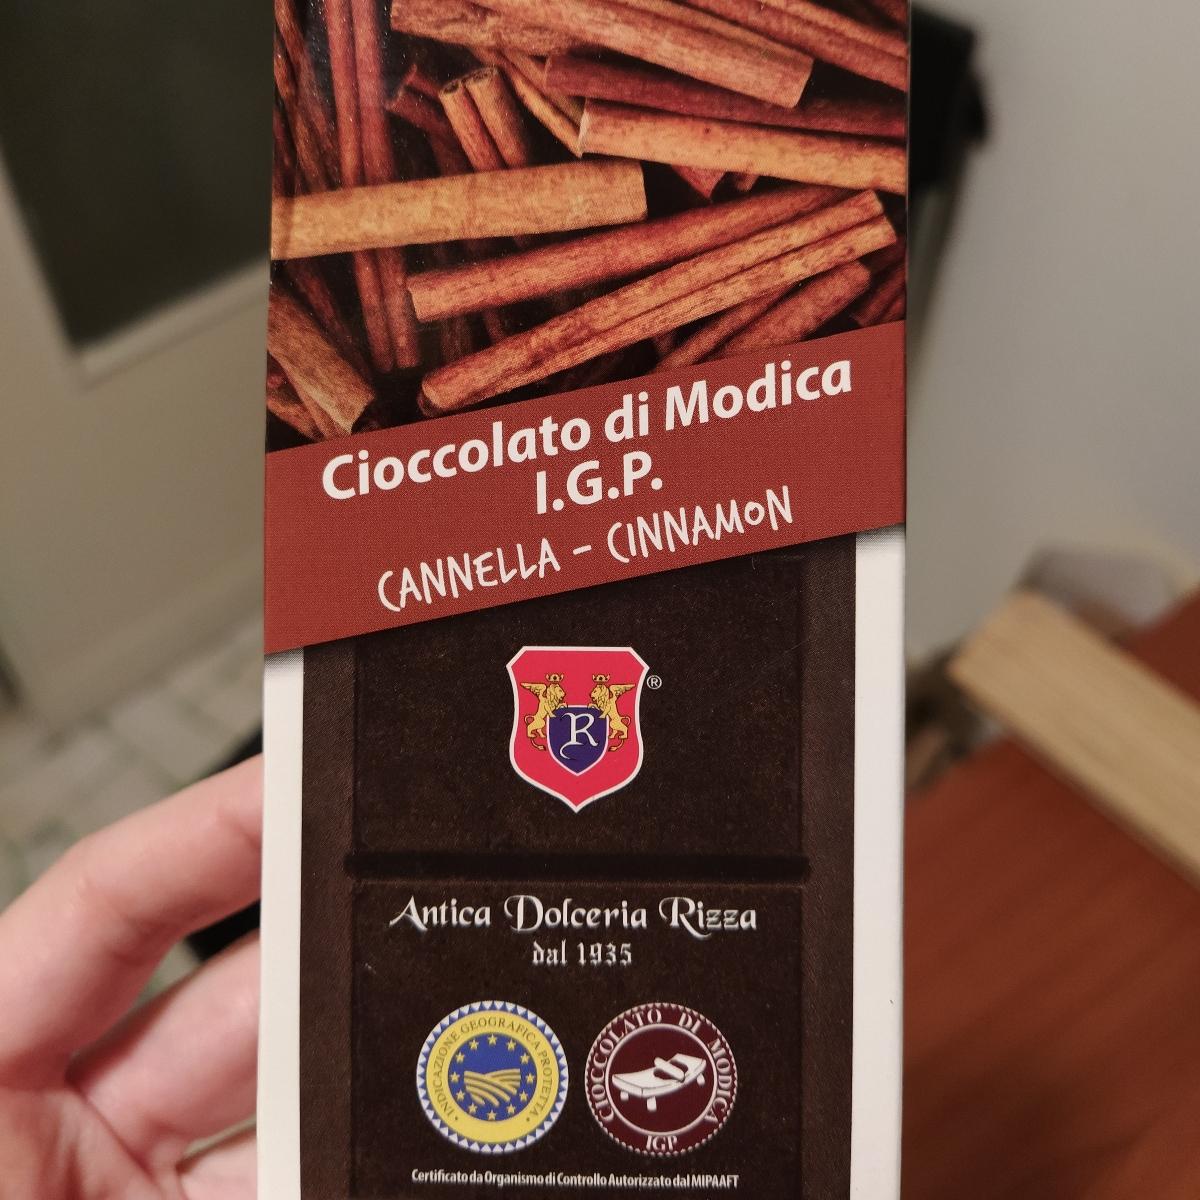 Cioccolato di Modica
I.G.P.
CANNELLA - CINNAMON
R
®
Antica Dolceria Rizza
dal 1935
INDICAZIONE GEOGRAFICA PROTETTA
CIOCCOLATO DI MODICA
IGP
Certificato da Organismo di Controllo Autorizzato dal MIPAAFT